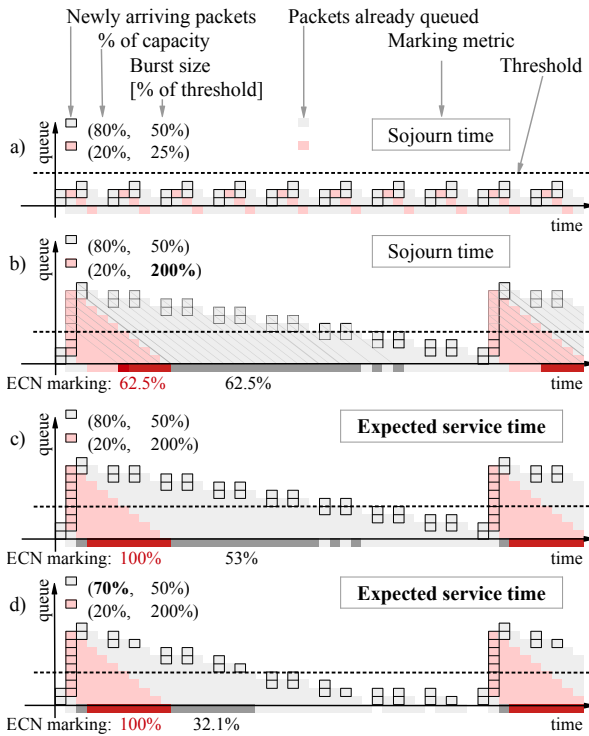 Newly arriving packets
Packets already queued
% of capacity
Marking metric
Burst size
[% of threshold]
Threshold
a)
queue
(80%, 50%)
(20%, 25%)
Sojourn time
time
b)
queue
(80%, 50%)
(20%, 200%)
Sojourn time
ECN marking: 62.5% 62.5%
time
c)
queue
(80%, 50%)
(20%, 200%)
Expected service time
ECN marking: 100% 53%
time
d)
queue
(70%, 50%)
(20%, 200%)
Expected service time
ECN marking: 100% 32.1%
time